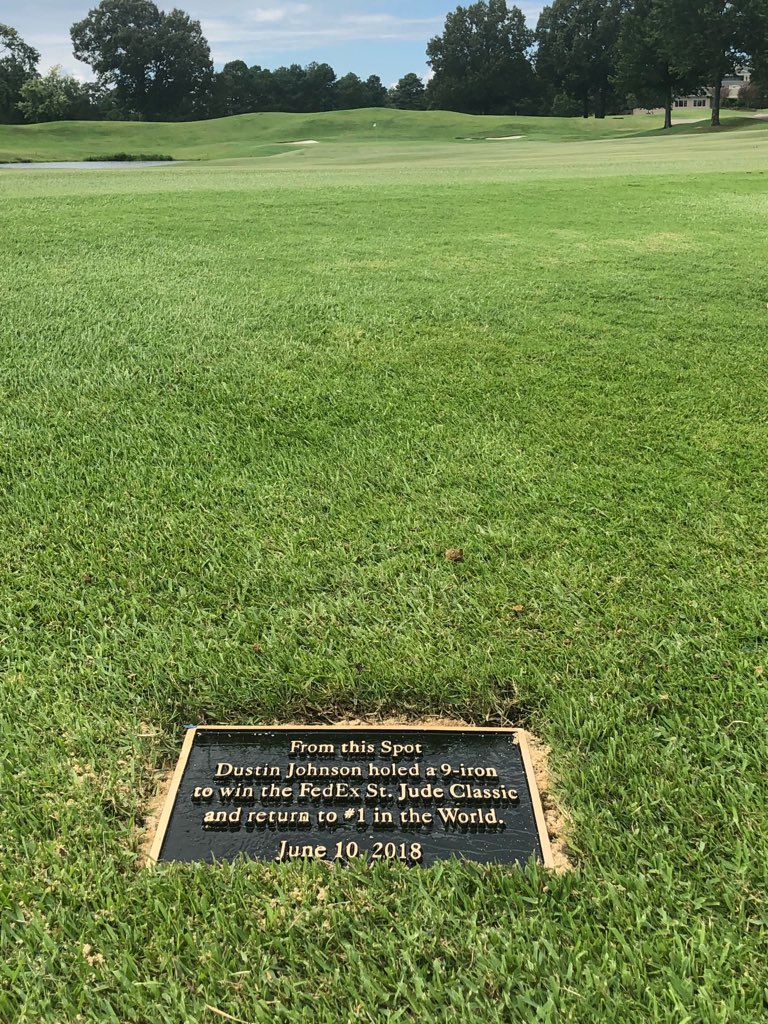 From this Spot
Dustin Johnson holed a 9-iron
to win the FedEx St. Jude Classic
and return to #1 in the World.
June 10, 2018